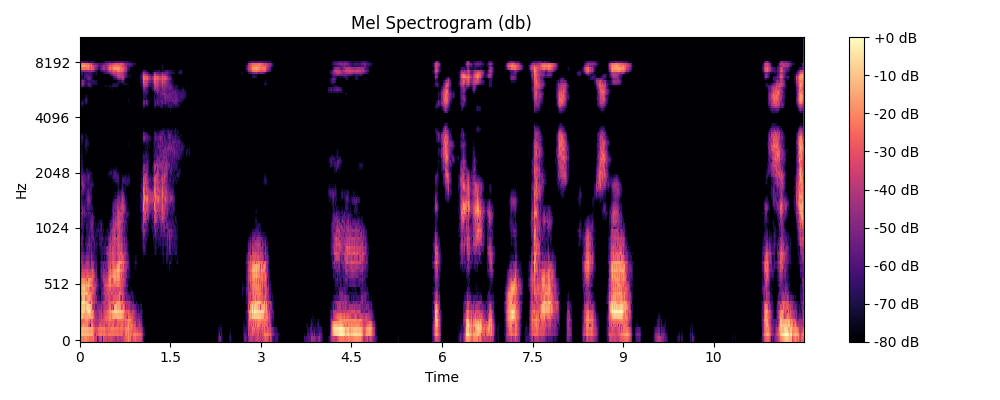 Mel Spectrogram (db)
8192
4096
2048
1024
512
0
Hz
0 1.5 3 4.5 6 7.5 9 10
Time
+0 dB
-10 dB
-20 dB
-30 dB
-40 dB
-50 dB
-60 dB
-70 dB
-80 dB